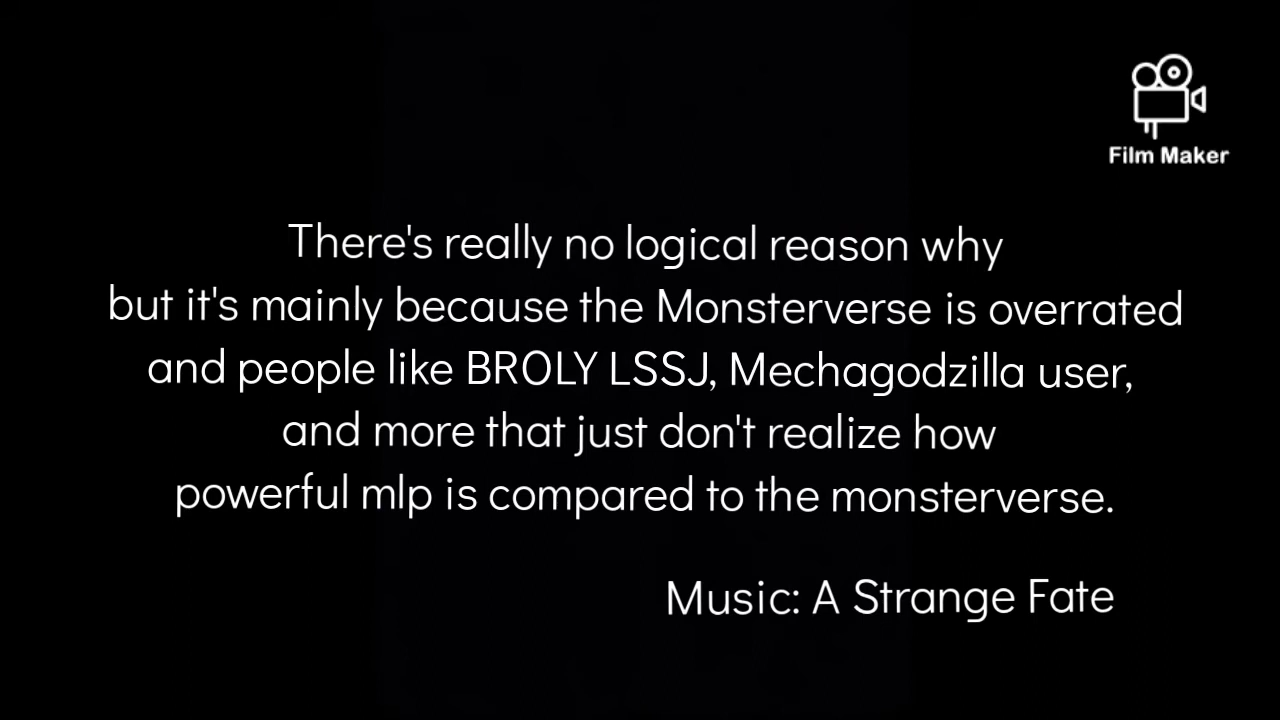 Film Maker
There's really no logical reason why
but it's mainly because the Monsterverse is overrated
and people like BROLY LSSJ, Mechagodzilla user,
and more that just don't realize how
powerful mlp is compared to the monsterverse.
Music: A Strange Fate